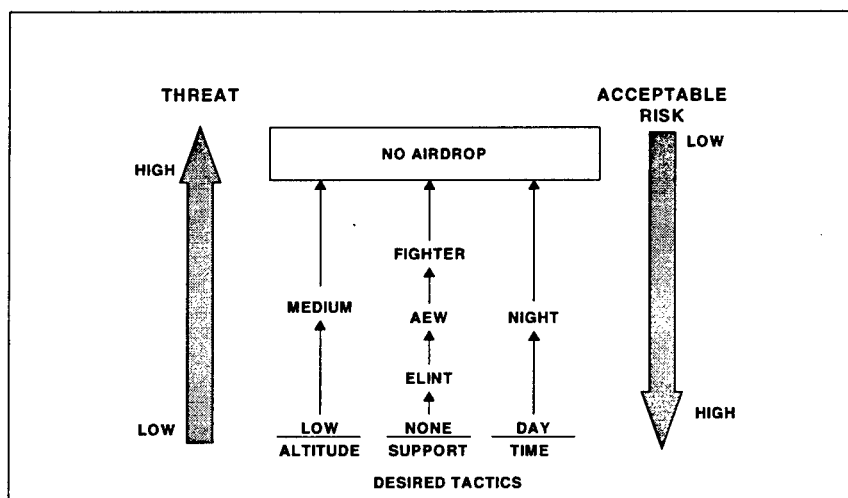 THREAT
ACCEPTABLE
RISK
NO AIRDROP
LOW
HIGH
FIGHTER
MEDIUM
AEW
NIGHT
ELINT
LOW
LOW
NONE
DAY
HIGH
ALTITUDE
SUPPORT
TIME
DESIRED TACTICS